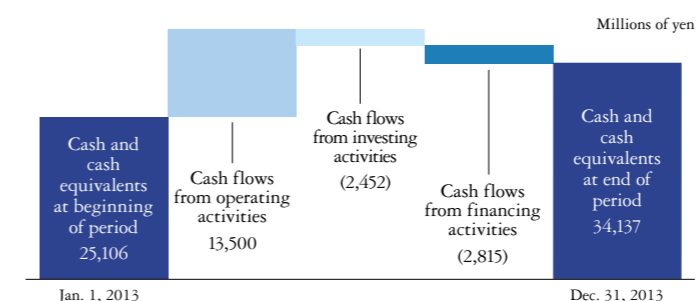 Millions of yen
Cash and
cash
equivalents
at beginning
of period
25,106
Cash flows
from operating
activities
13,500
Cash flows
from investing
activities
(2,452)
Cash flows
from financing
activities
(2,815)
Cash and
cash
equivalents
at end of
period
34,137
Jan. 1, 2013
Dec. 31, 2013